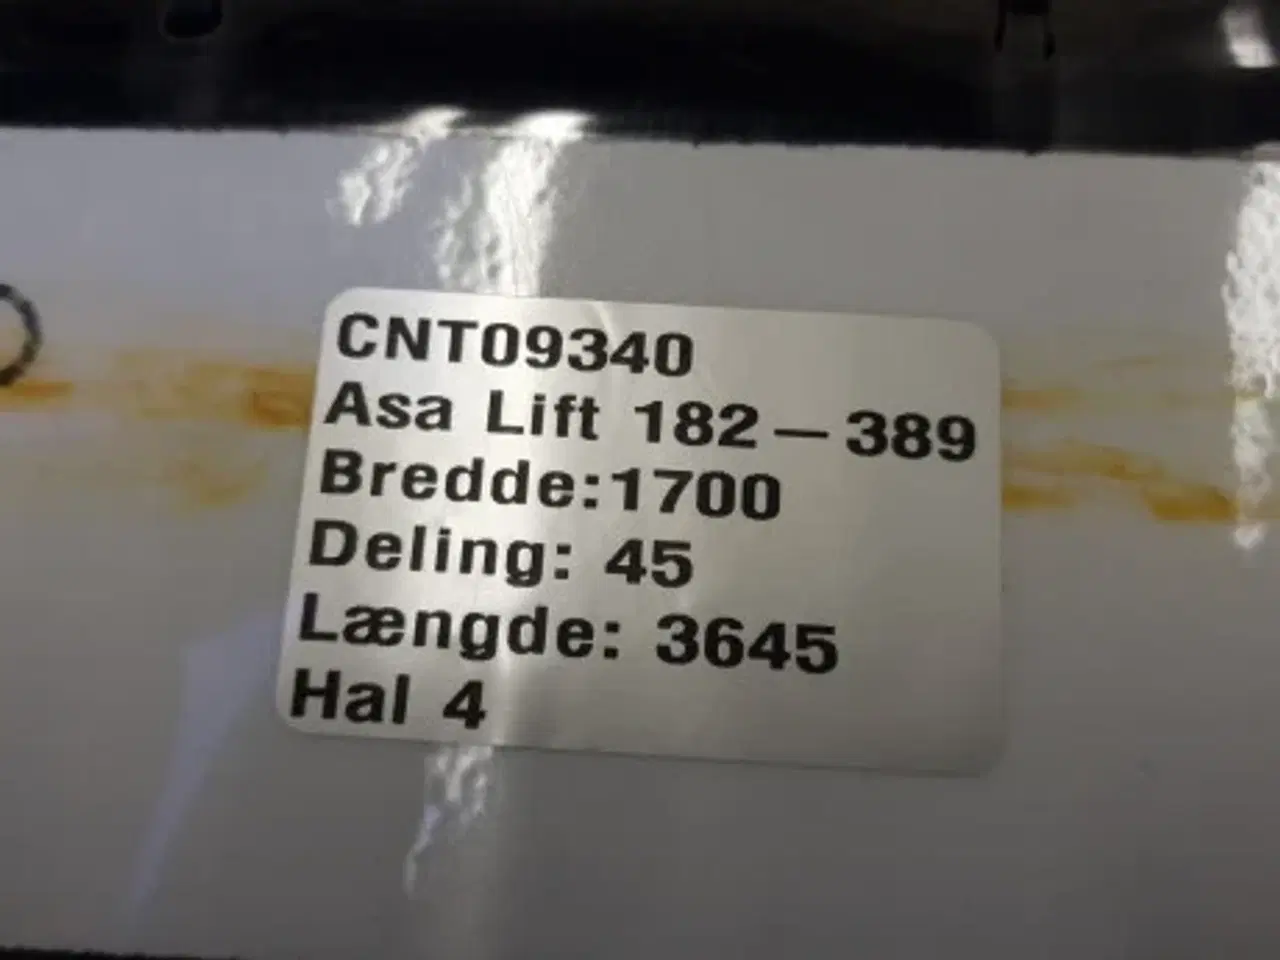 CNT09340
Asa Lift 182-389
Bredde:1700
Deling: 45
Længde: 3645
Hal 4